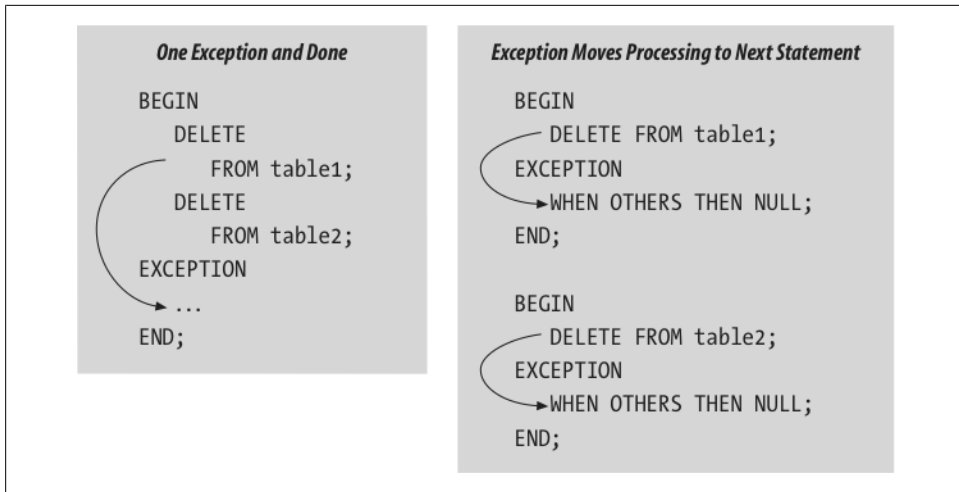 One Exception and Done
BEGIN
DELETE
FROM table1;
DELETE
FROM table2;
EXCEPTION
...
END;
Exception Moves Processing to Next Statement
BEGIN
DELETE FROM table1;
EXCEPTION
WHEN OTHERS THEN NULL;
END;
BEGIN
DELETE FROM table2;
EXCEPTION
WHEN OTHERS THEN NULL;
END;